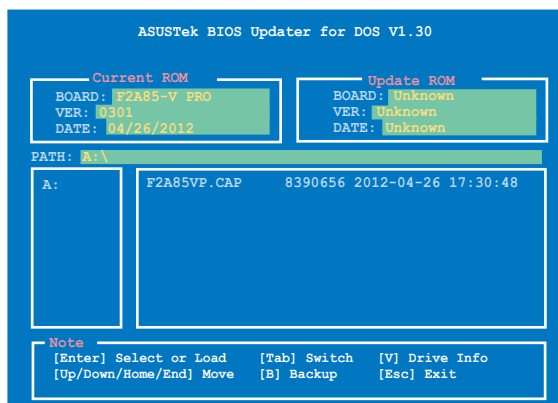 ASUSTek BIOS Updater for DOS V1.30
Current ROM
BOARD: F2A85-V PRO
VER: 0301
DATE: 04/26/2012
Update ROM
BOARD: Unknown
VER: Unknown
DATE: Unknown
PATH: A:\
A:
F2A85VP.CAP 8390656 2012-04-26 17:30:48
Note
[Enter] Select or Load [Tab] Switch [V] Drive Info
[Up/Down/Home/End] Move [B] Backup [Esc] Exit